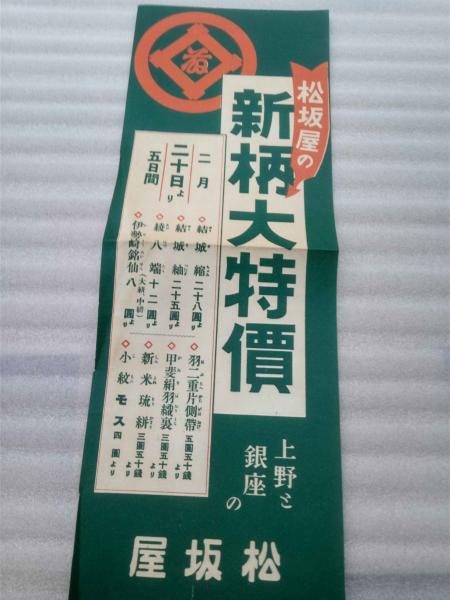 松坂屋の
新柄大特價
二月
二十日より
五日間
結城縮 二十八圓より
結城紬 二十五圓より
綾八端 十二圓より
伊勢崎銘仙(大絣、中絣) 八圓より
羽二重片側帶 五圓五十錢より
甲斐絹羽織裏 三圓五十錢より
新米琉絣 三圓五十錢より
小紋モス 四圓より
上野と
銀座の
松坂屋